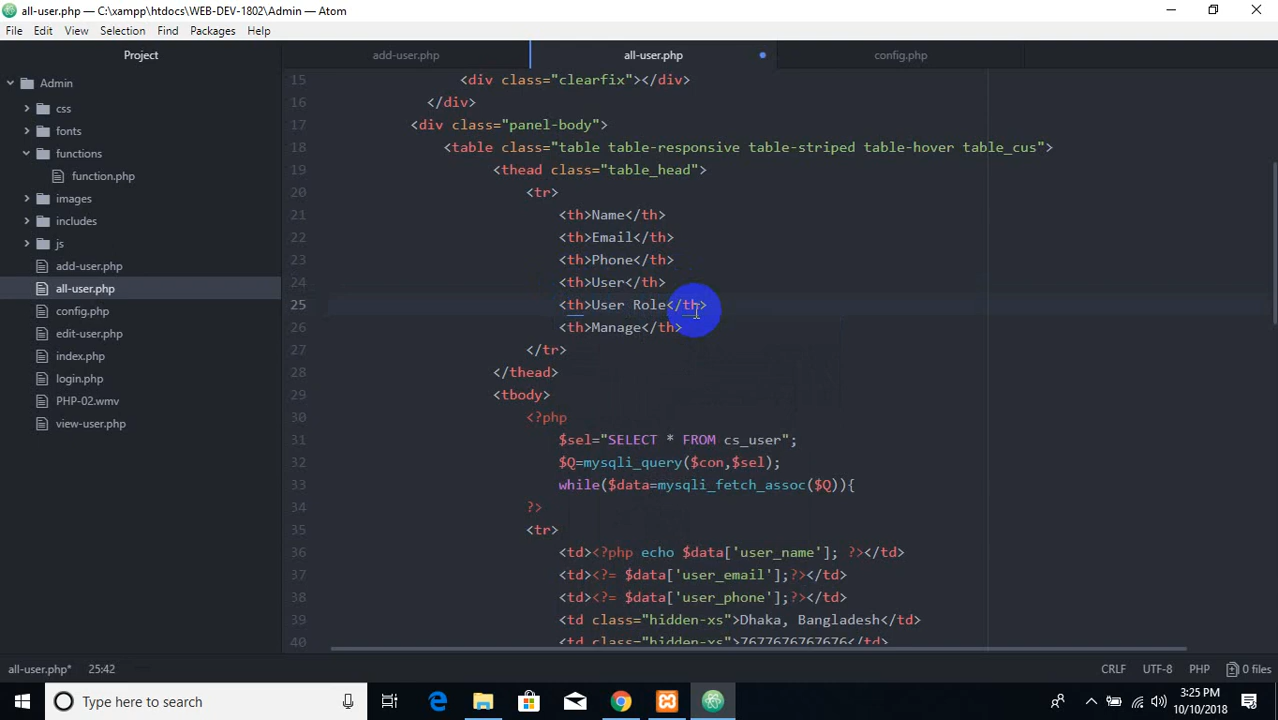 all-user.php — C:\xampp\htdocs\WEB-DEV-1802\Admin — Atom
File Edit View Selection Find Packages Help
Project
add-user.php
all-user.php
config.php
Admin
css
fonts
functions
function.php
images
includes
js
add-user.php
all-user.php
config.php
edit-user.php
index.php
login.php
PHP-02.wmv
view-user.php
15 <div class="clearfix"></div>
16 </div>
17 <div class="panel-body">
18 <table class="table table-responsive table-striped table-hover table_cus">
19 <thead class="table_head">
20 <tr>
21 <th>Name</th>
22 <th>Email</th>
23 <th>Phone</th>
24 <th>User</th>
25 <th>User Role</th>
26 <th>Manage</th>
27 </tr>
28 </thead>
29 <tbody>
30 <?php
31 $sel="SELECT * FROM cs_user";
32 $Q=mysqli_query($con,$sel);
33 while($data=mysqli_fetch_assoc($Q)){
34 ?>
35 <tr>
36 <td><?php echo $data['user_name']; ?></td>
37 <td><?= $data['user_email'];?></td>
38 <td><?= $data['user_phone'];?></td>
39 <td class="hidden-xs">Dhaka, Bangladesh</td>
40 <td class="hidden-xs">7677676767676</td>
all-user.php* 25:42
CRLF UTF-8 PHP 0 files
Type here to search
3:25 PM
10/10/2018